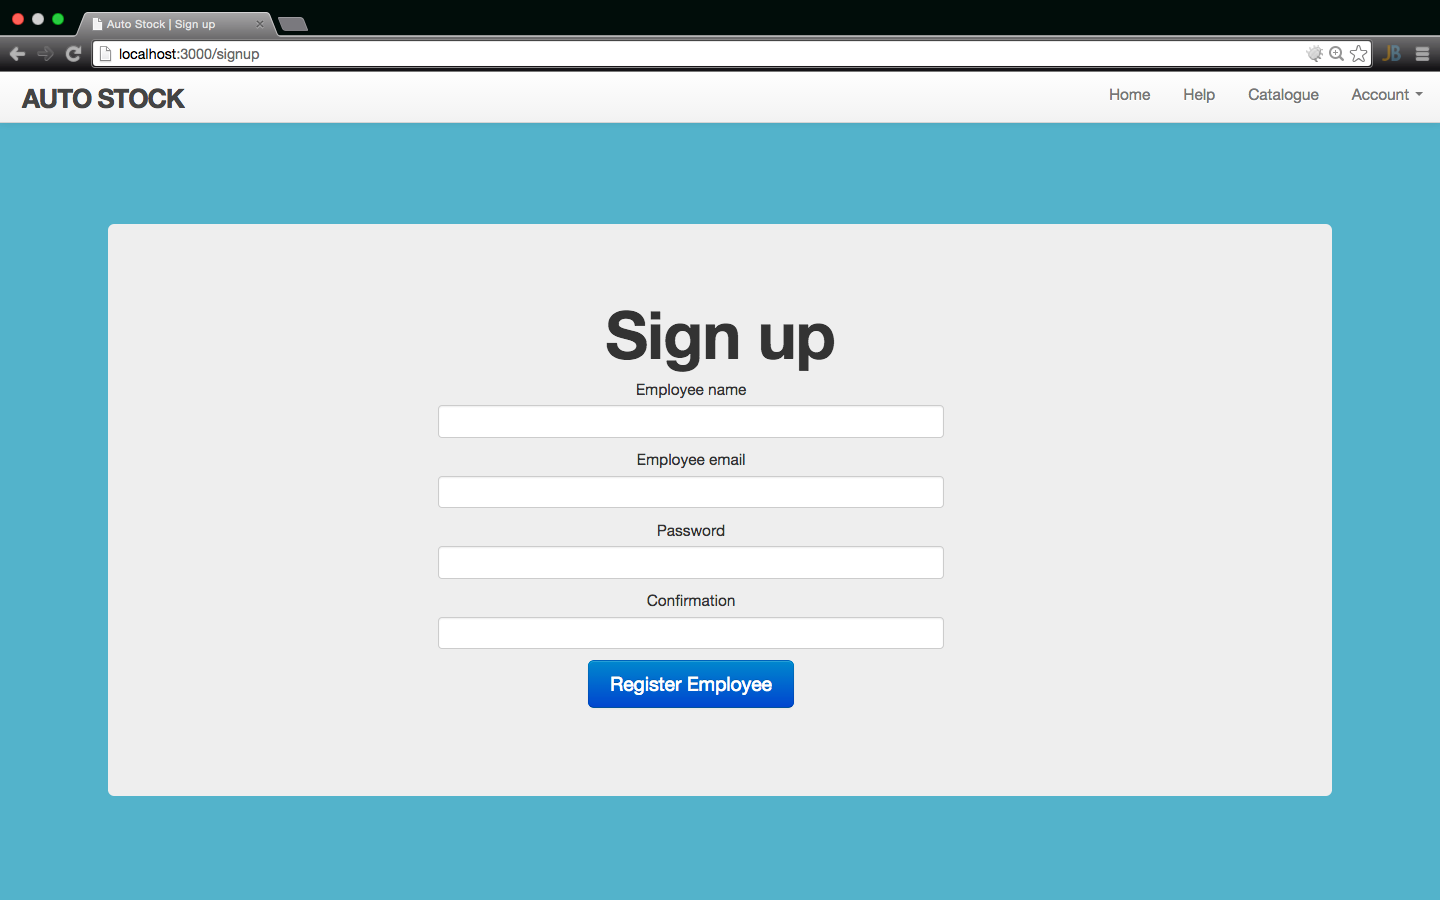 Auto Stock | Sign up
localhost:3000/signup
JB
AUTO STOCK
Home
Help
Catalogue
Account
Sign up
Employee name
Employee email
Password
Confirmation
Register Employee